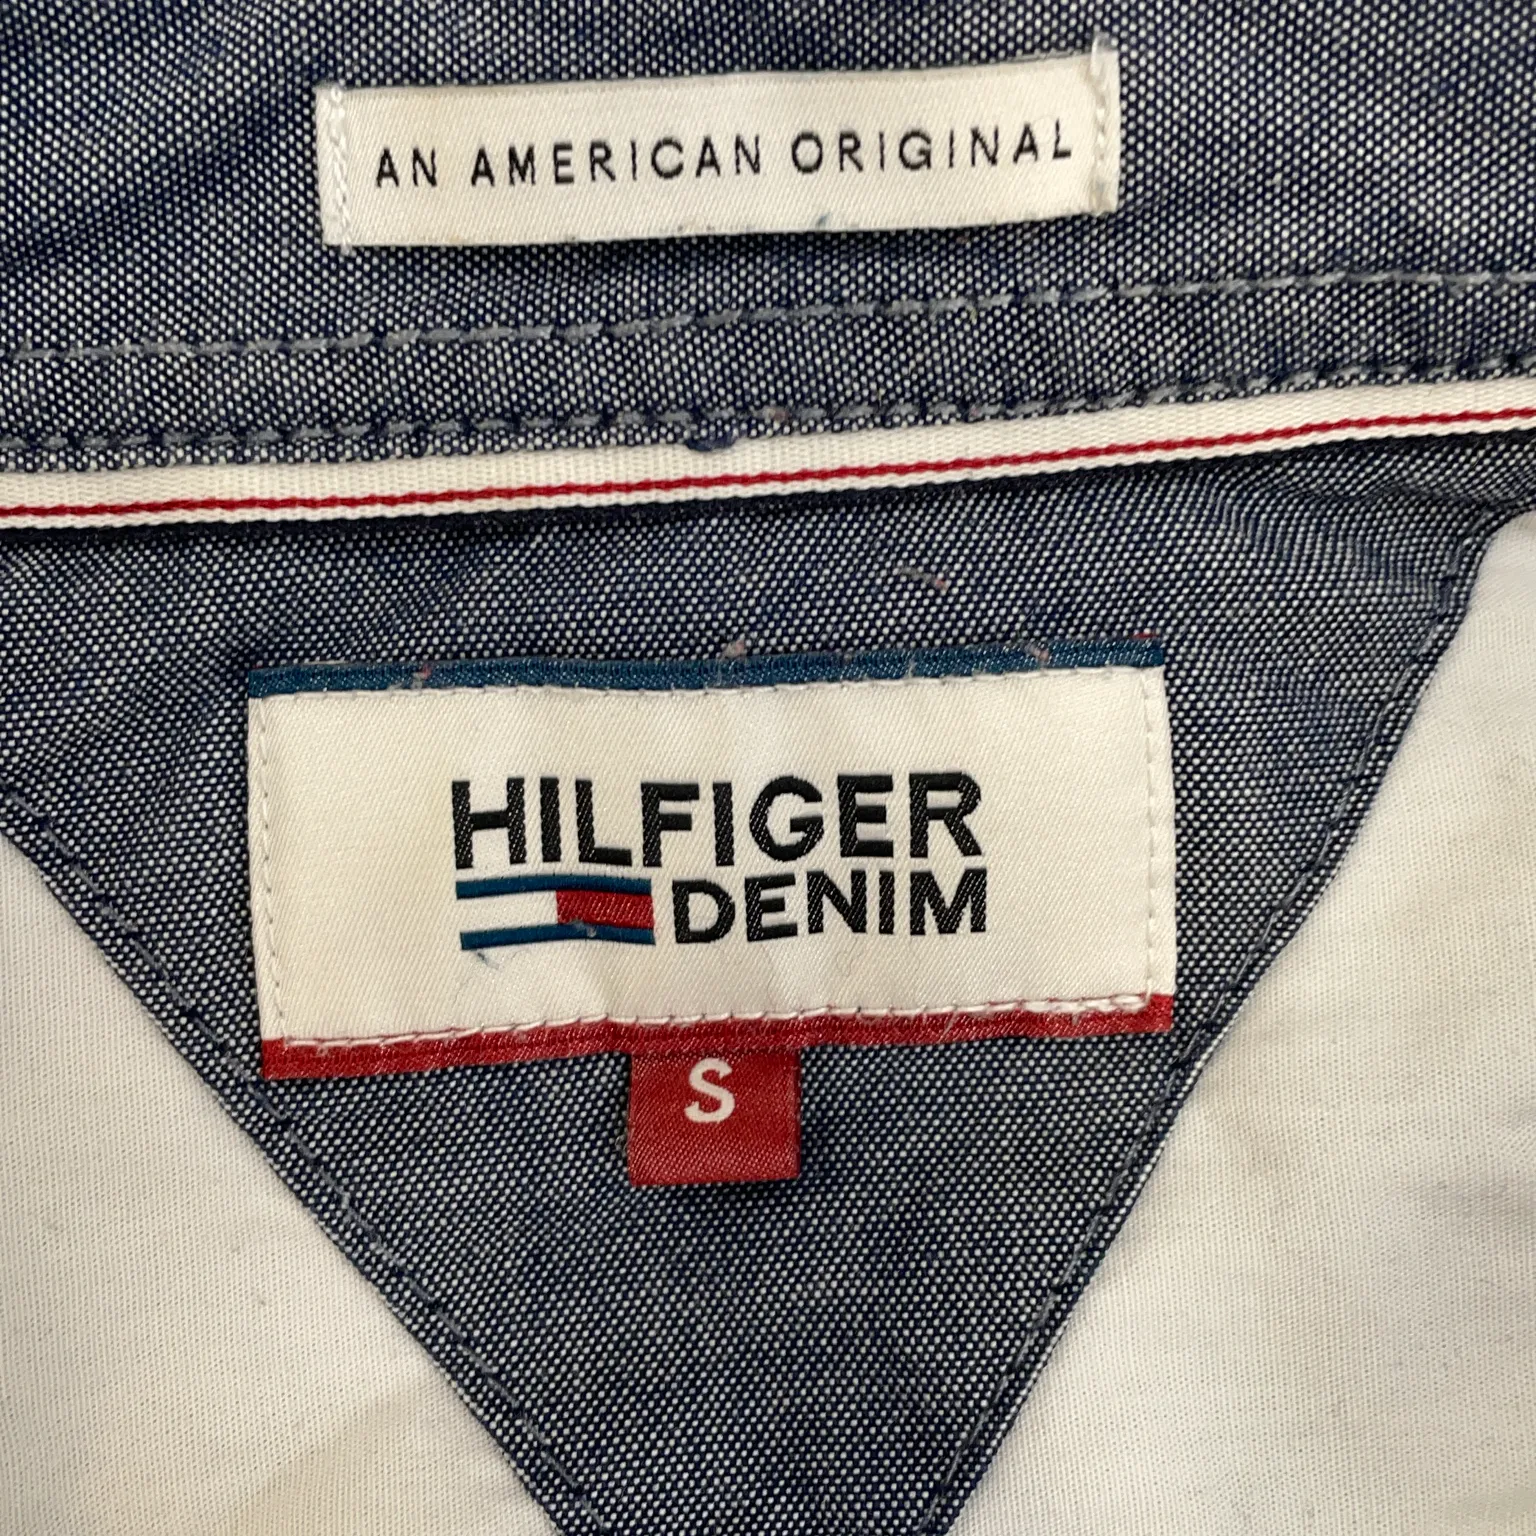 AN AMERICAN ORIGINAL
HILFIGER
DENIM
S